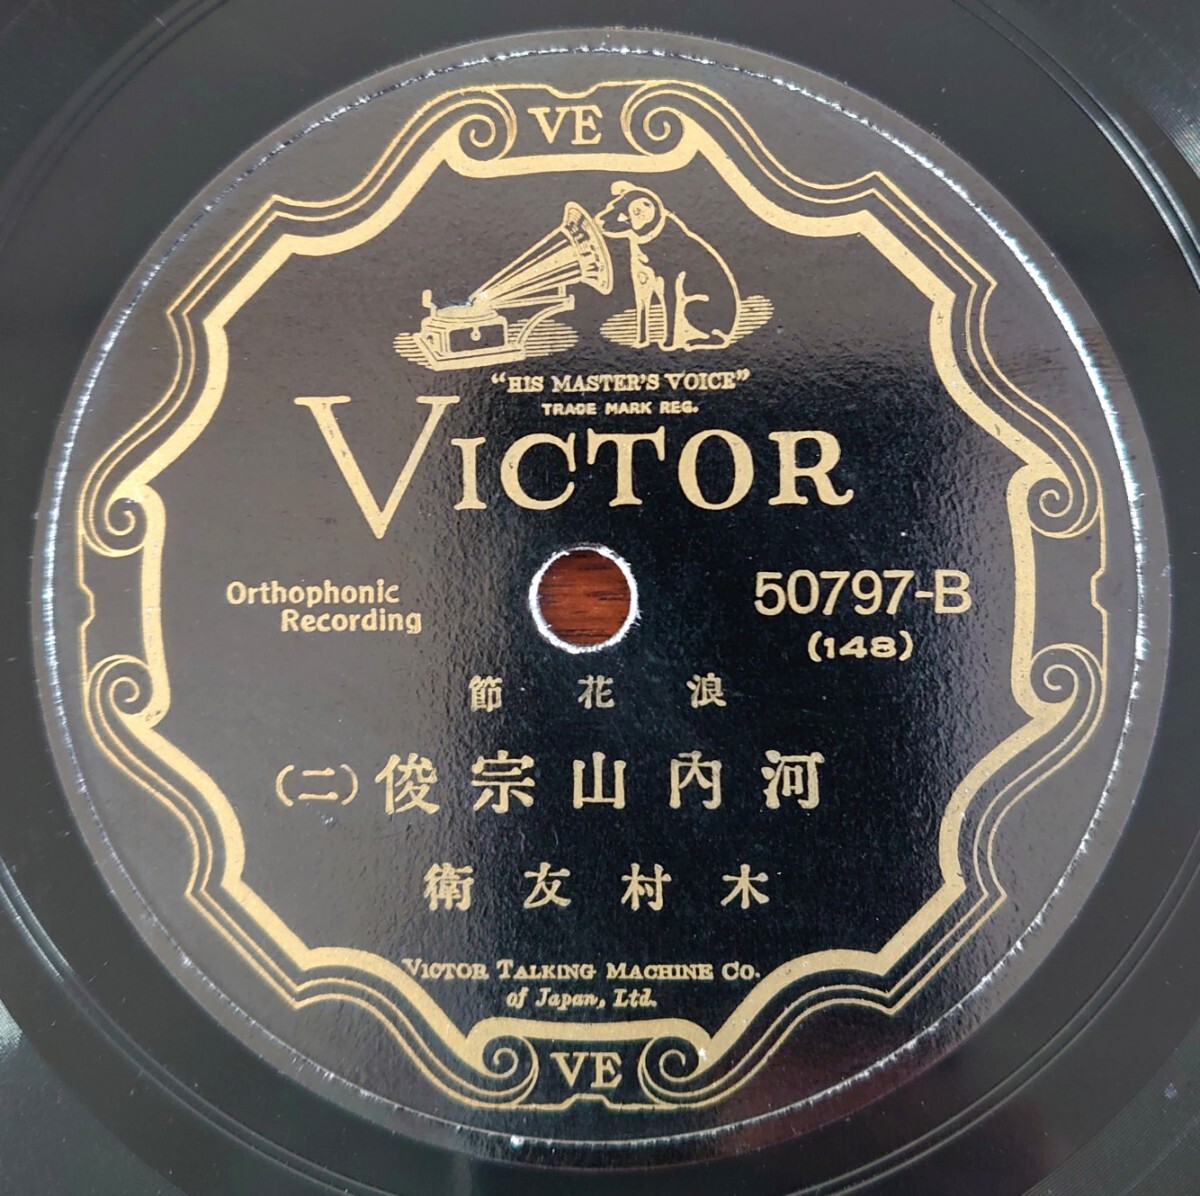 VE
"HIS MASTER'S VOICE"
TRADE MARK REG.
VICTOR
Orthophonic
Recording
50797-B
(148)
浪花節
河內山宗俊(二)
木村友衛
VICTOR TALKING MACHINE CO.
of Japan, Ltd.
VE